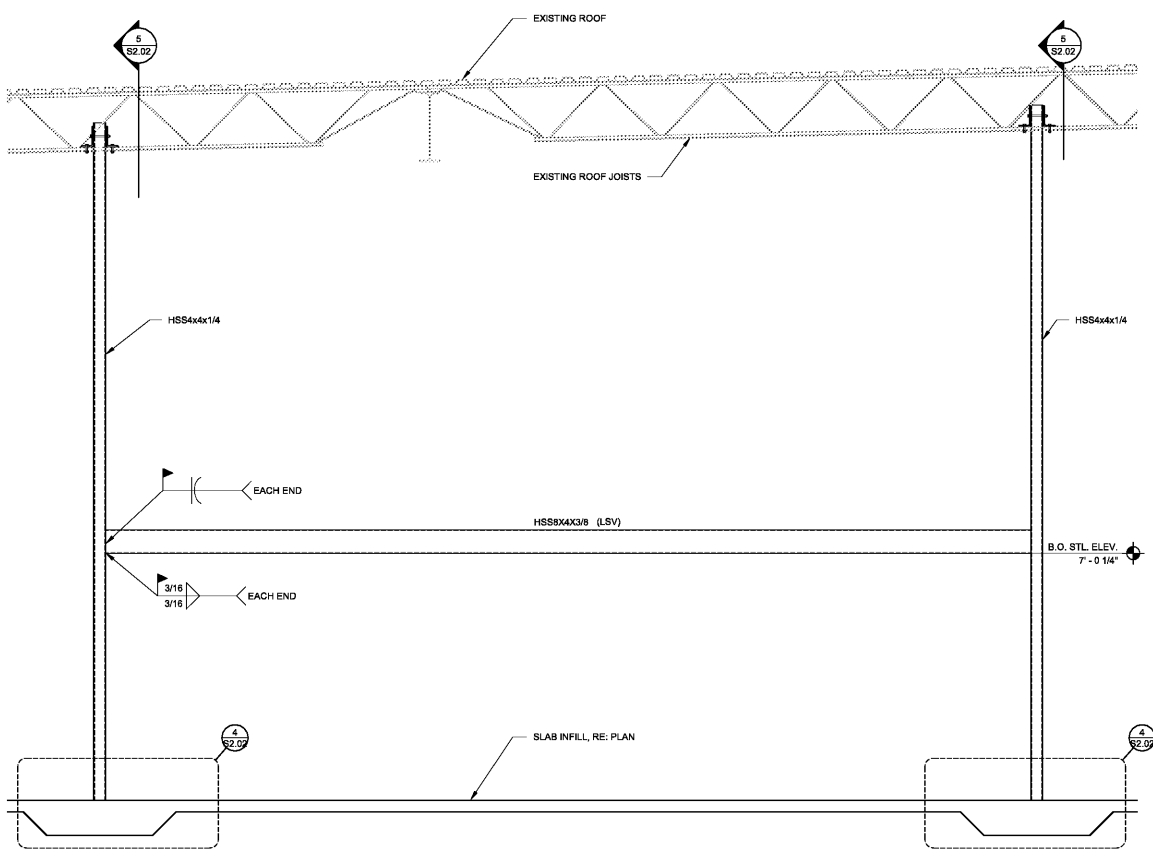 EXISTING ROOF
5
S2.02
5
S2.02
EXISTING ROOF JOISTS
HSS4x4x1/4
HSS4x4x1/4
EACH END
HSS8X4X3/8 (LSV)
B.O. STL. ELEV.
7' - 0 1/4"
3/16
3/16
EACH END
4
S2.02
4
S2.02
SLAB INFILL, RE: PLAN